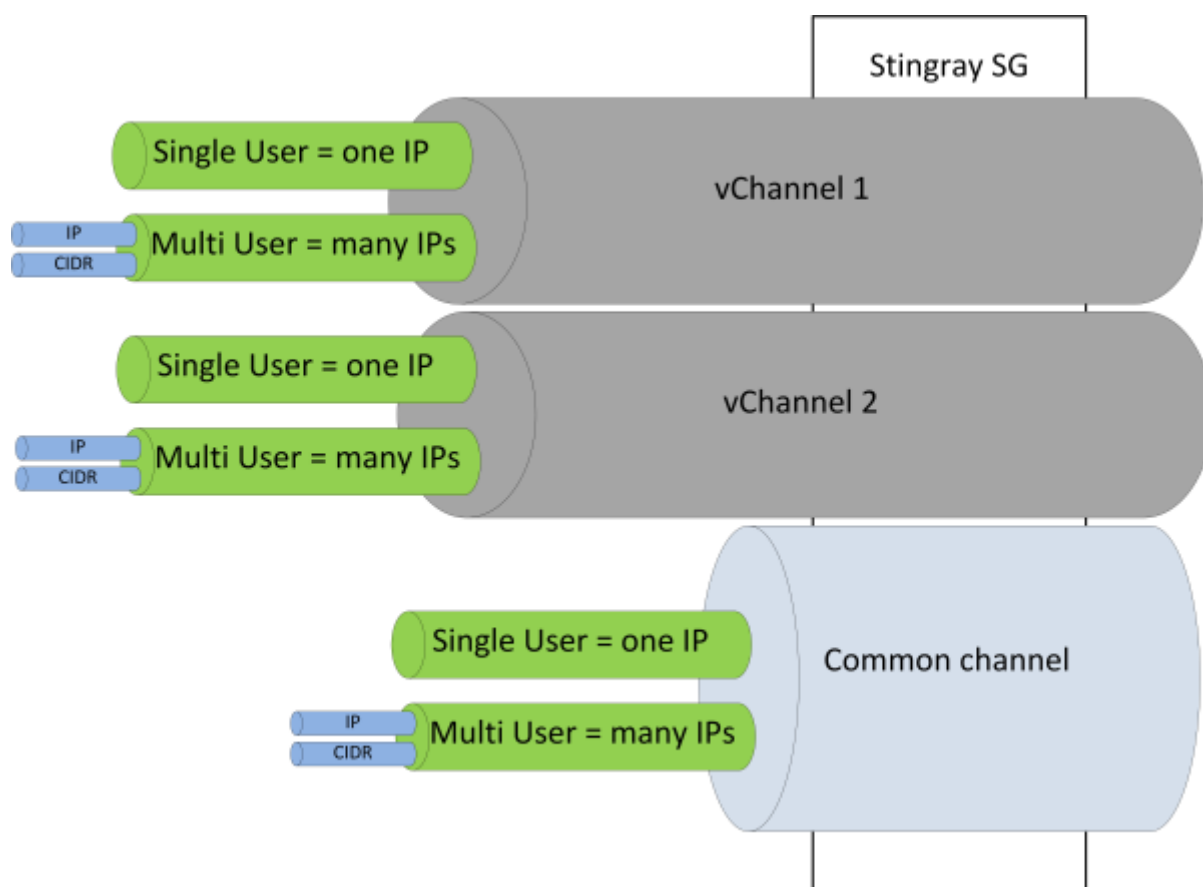 Stingray SG
Single User = one IP
vChannel 1
IP
Multi User = many IPs
CIDR
Single User = one IP
vChannel 2
IP
Multi User = many IPs
CIDR
Single User = one IP
Common channel
IP
Multi User = many IPs
CIDR